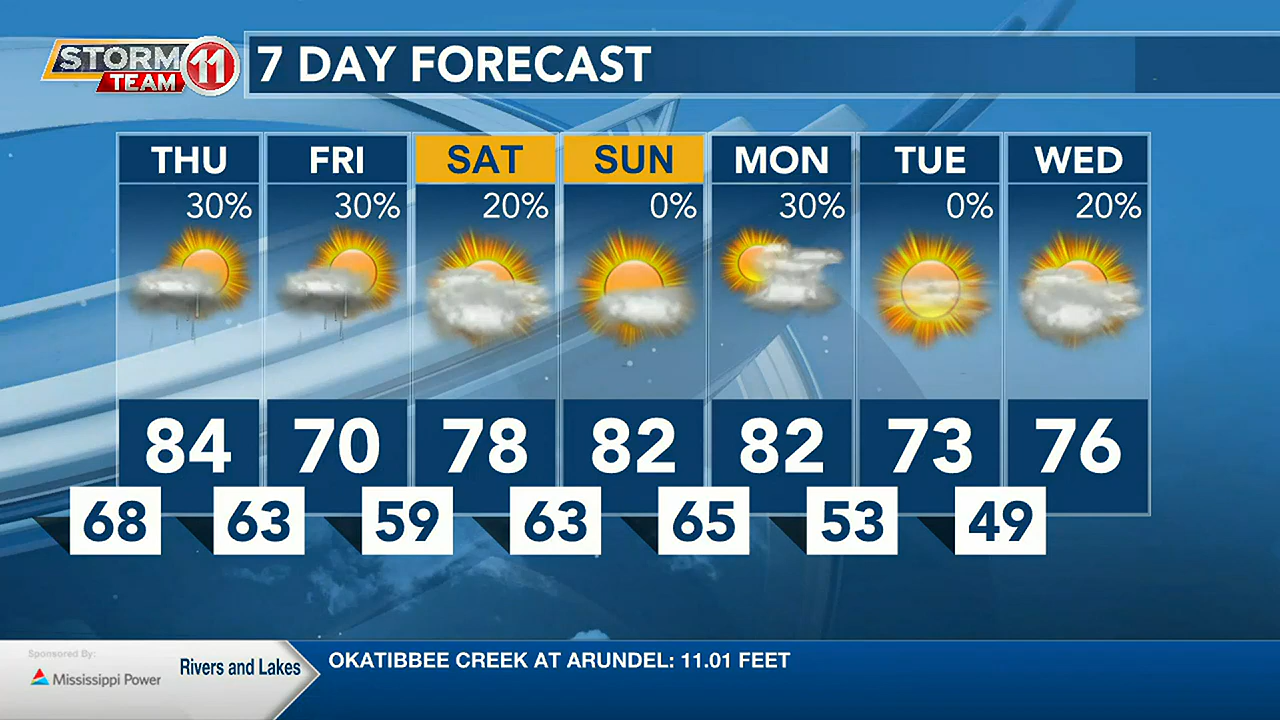 STORM
TEAM
11
7 DAY FORECAST
THU FRI SAT SUN MON TUE WED
30% 30% 20% 0% 30% 0% 20%
84 70 78 82 82 73 76
68 63 59 63 65 53 49
Sponsored By:
Mississippi Power
Rivers and Lakes
OKATIBBEE CREEK AT ARUNDEL: 11.01 FEET